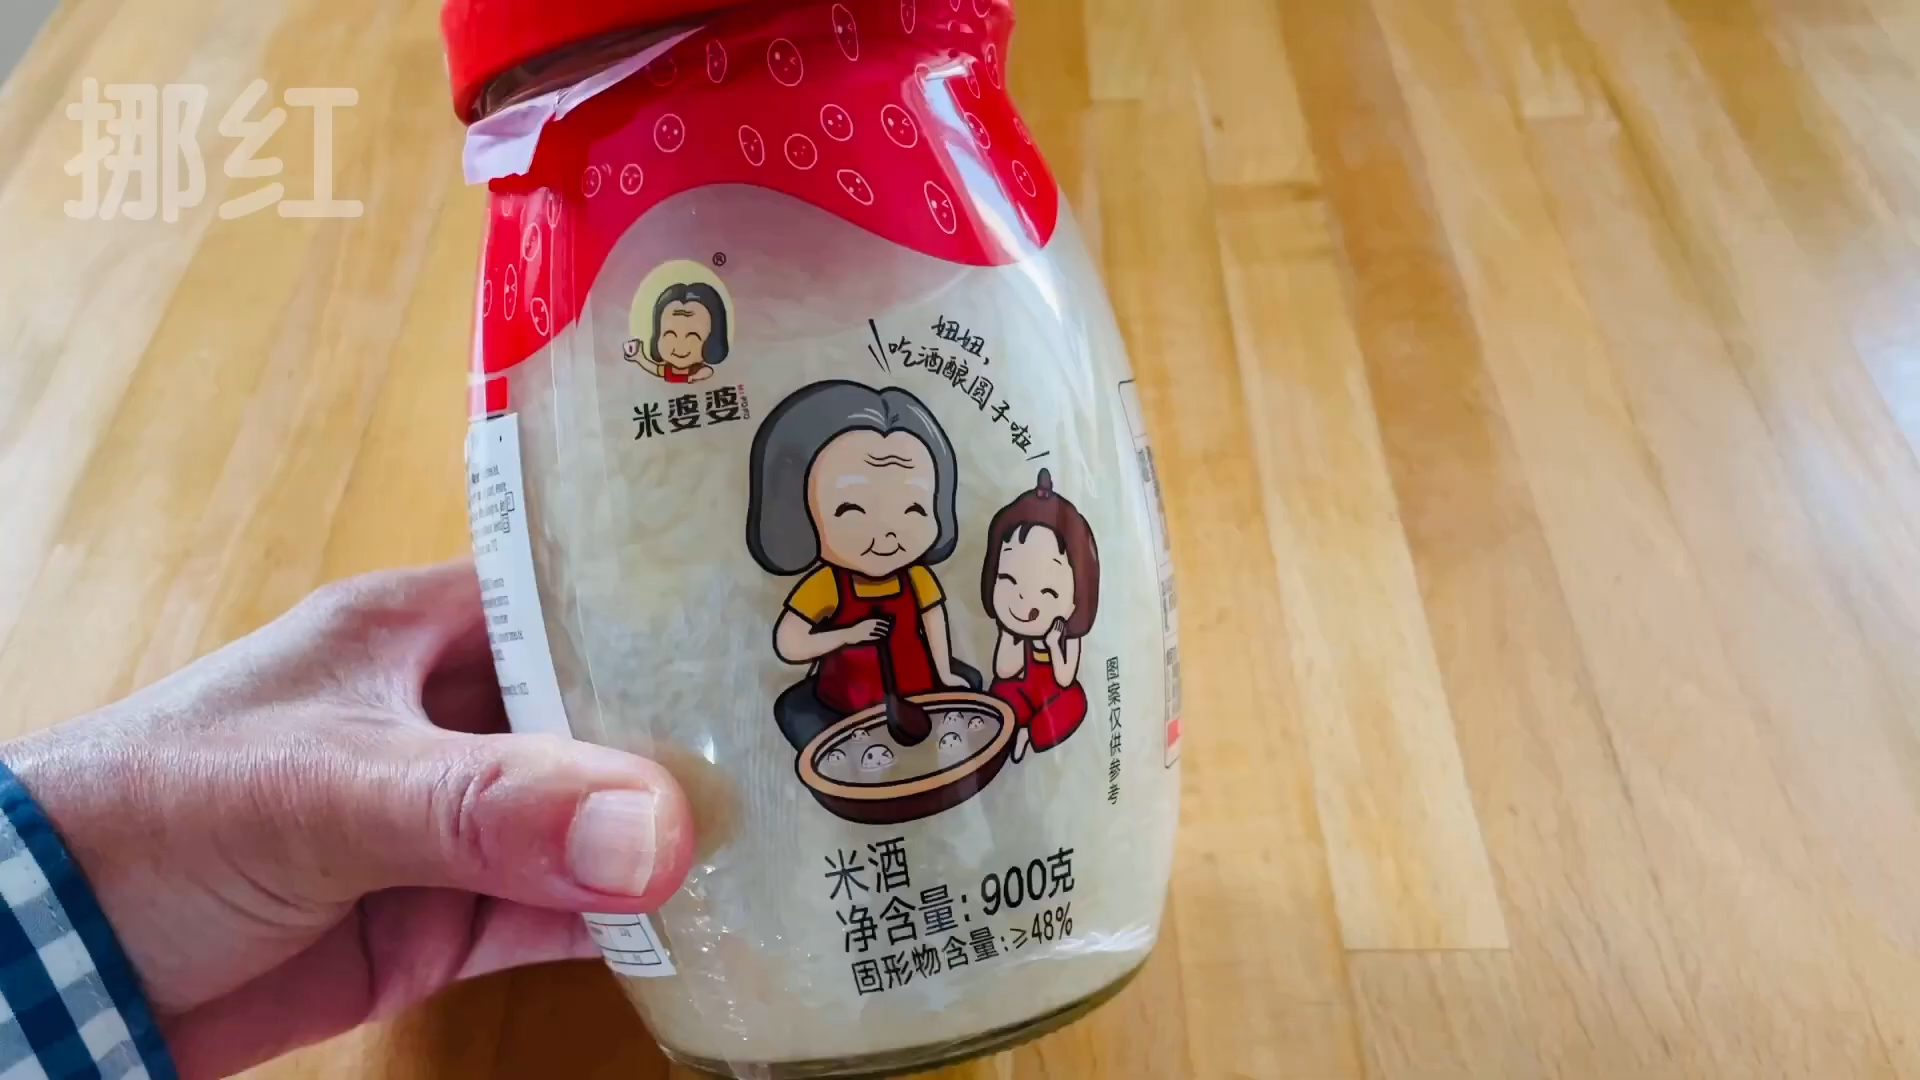 挪红
®
米婆婆
妞妞,
吃酒酿圆子啦
图案仅供参考
米酒
净含量:900克
固形物含量:≥48%